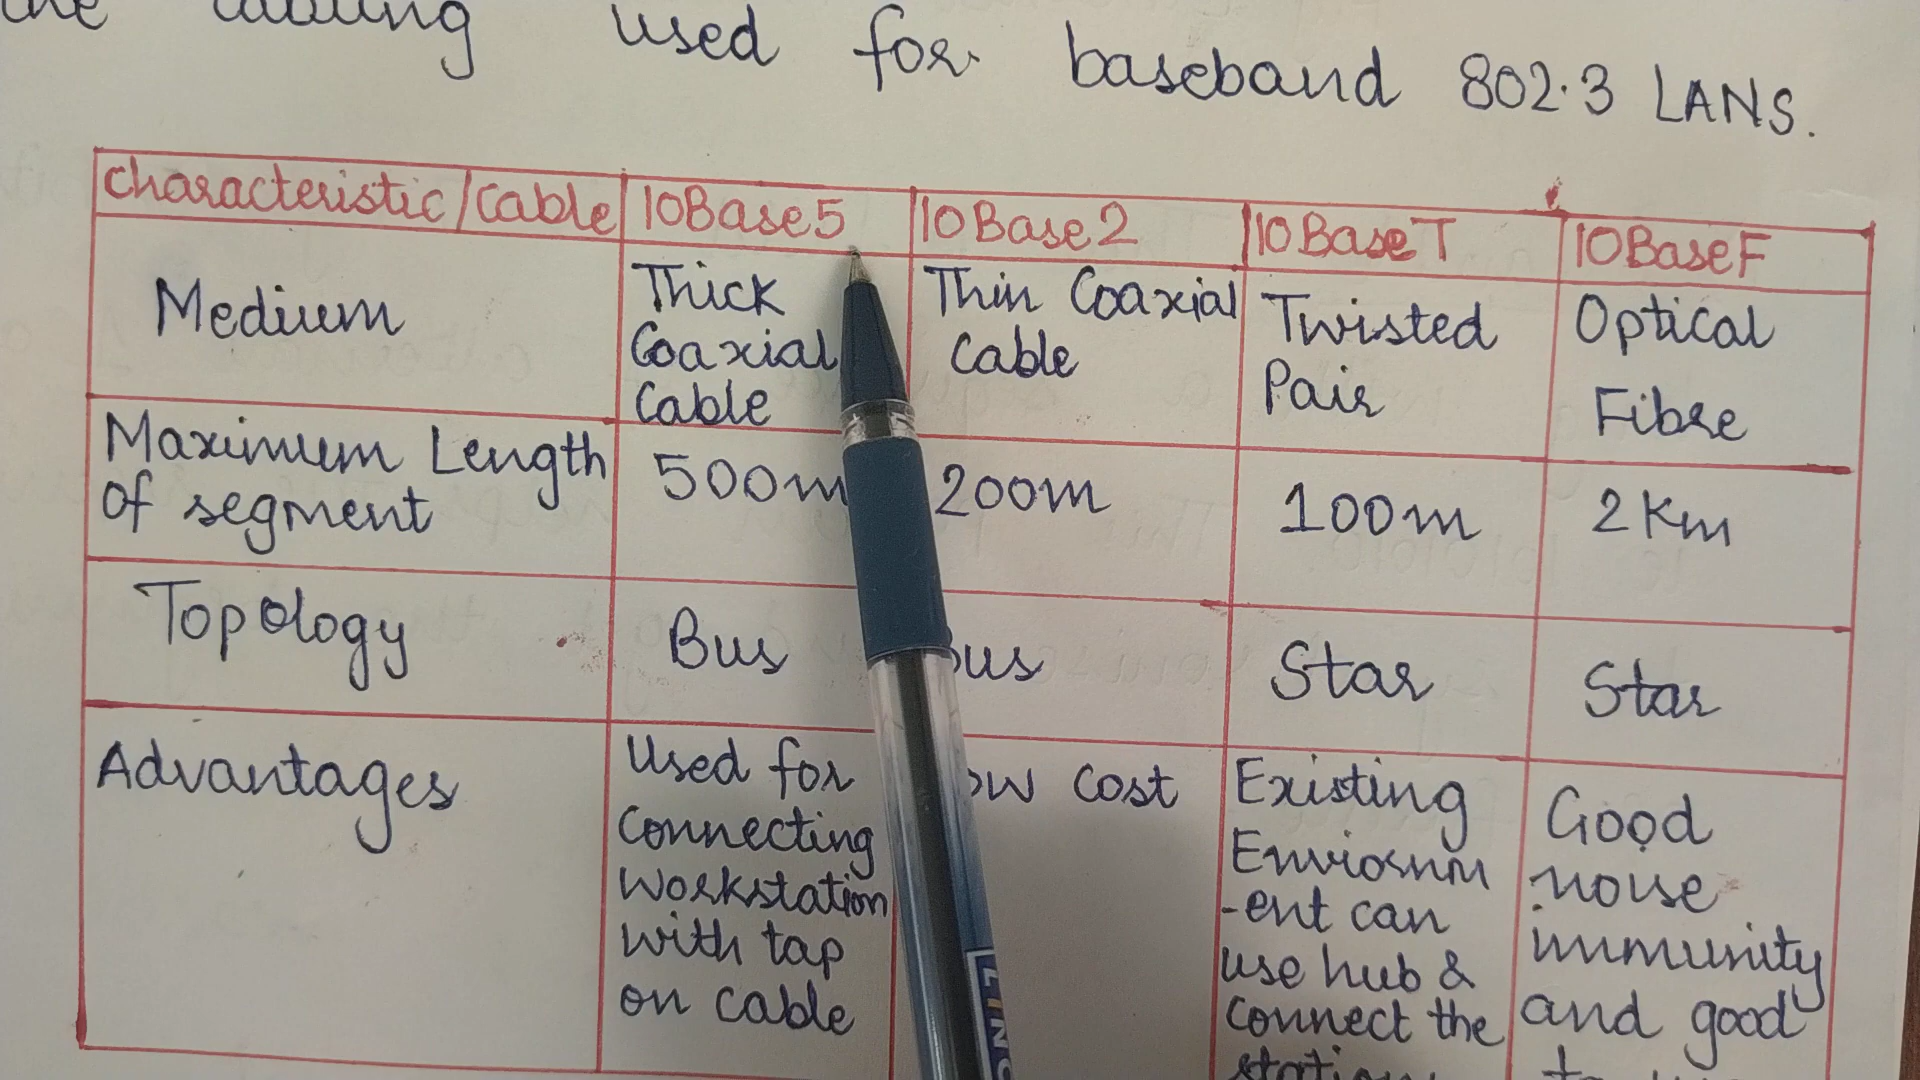 used for baseband 802.3 LANS.
Characteristic/Cable 10Base5 10Base2 10BaseT 10BaseF
Medium
Thick
Coaxial
Cable
Thin Coaxial
Cable
Twisted
Pair
Optical
Fibre
Maximum Length
Of segment
500m
200m
100m
2Km
Topology
Bus
Bus
Star
Star
Advantages
Used for
Connecting
Workstation
with tap
on cable
ow cost
Existing
Enviornm
-ent can
use hub &
Connect the
Good
noise
immunity
and good